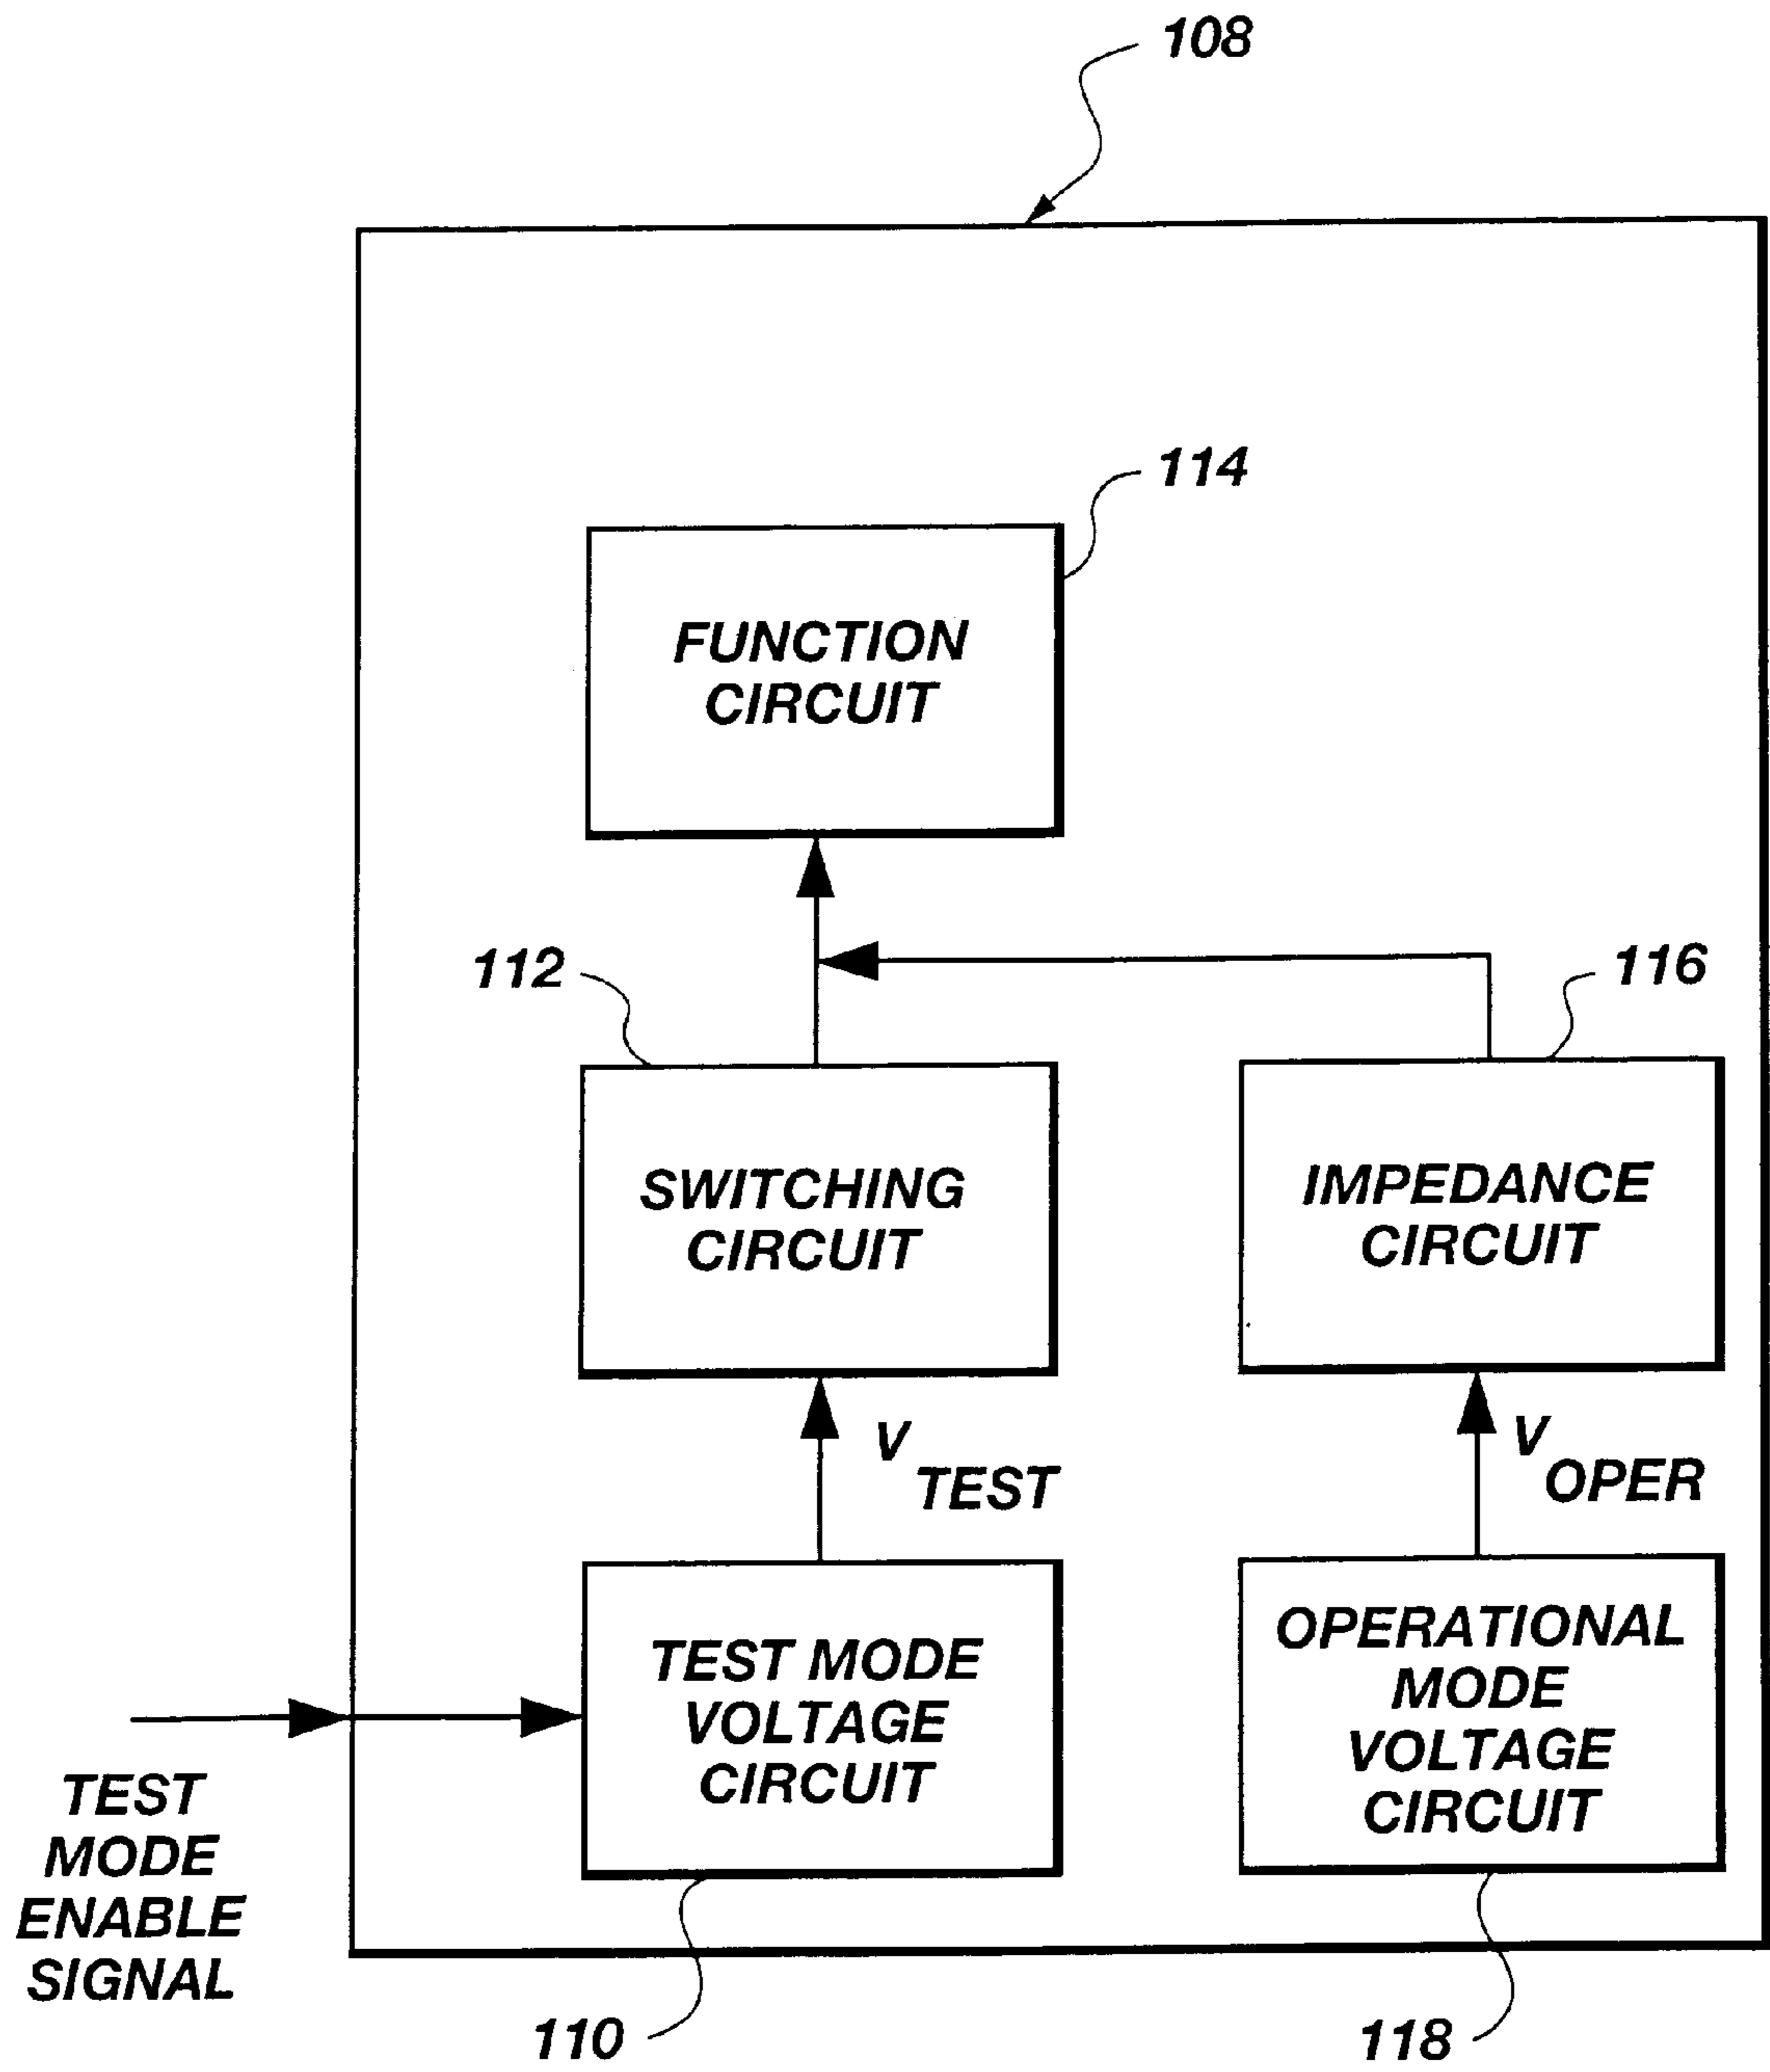 108
114
FUNCTION
CIRCUIT
112
116
SWITCHING
CIRCUIT
IMPEDANCE
CIRCUIT
V TEST
V OPER
TEST MODE
VOLTAGE
CIRCUIT
OPERATIONAL
MODE
VOLTAGE
CIRCUIT
TEST
MODE
ENABLE
SIGNAL
110
118